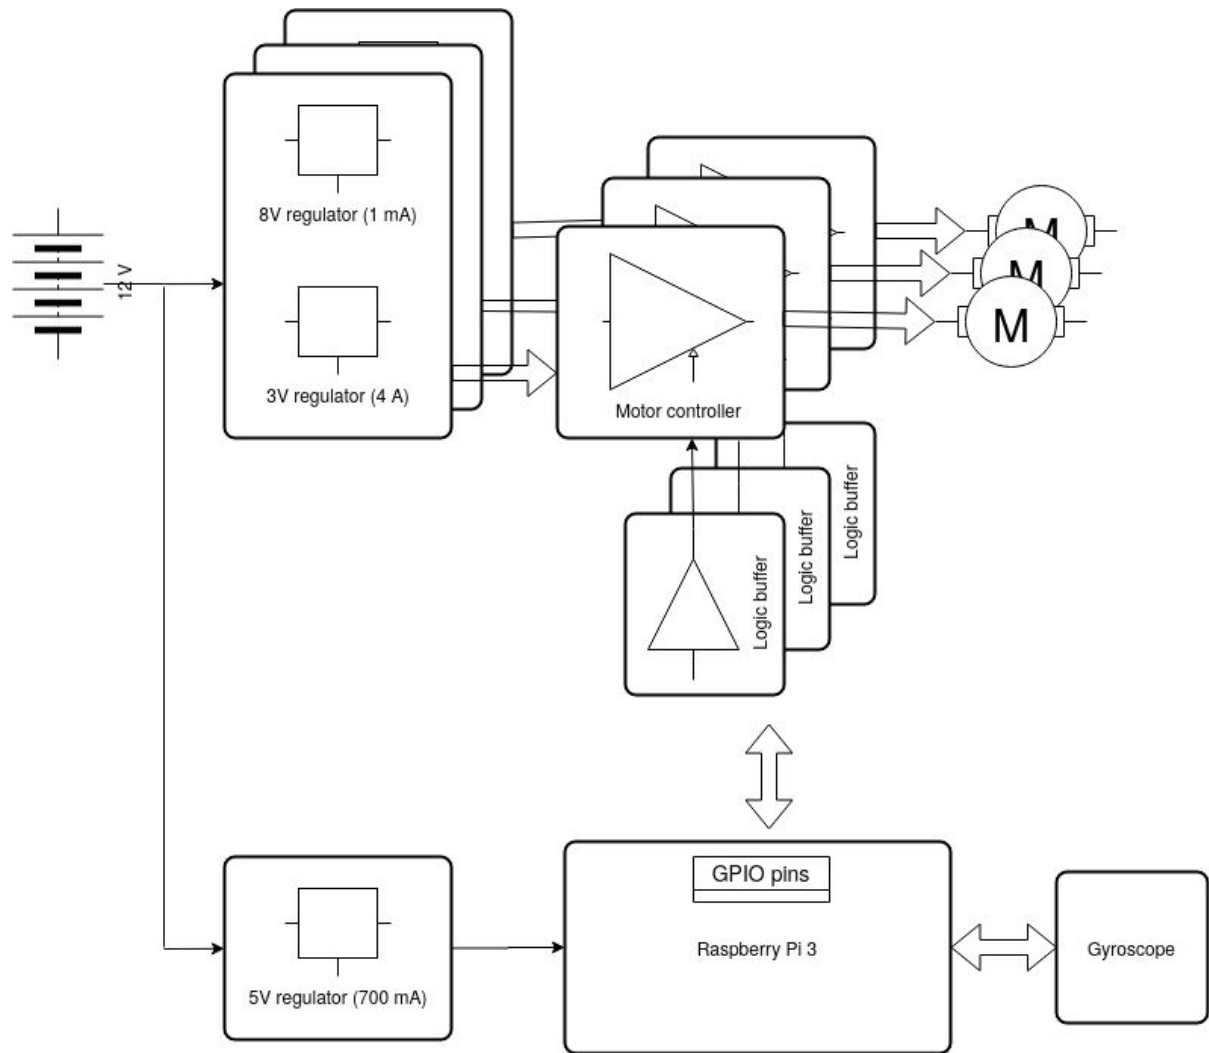 8V regulator (1 mA)
12 V
3V regulator (4 A)
M
M
M
Motor controller
Logic buffer
Logic buffer
Logic buffer
GPIO pins
Raspberry Pi 3
Gyroscope
5V regulator (700 mA)